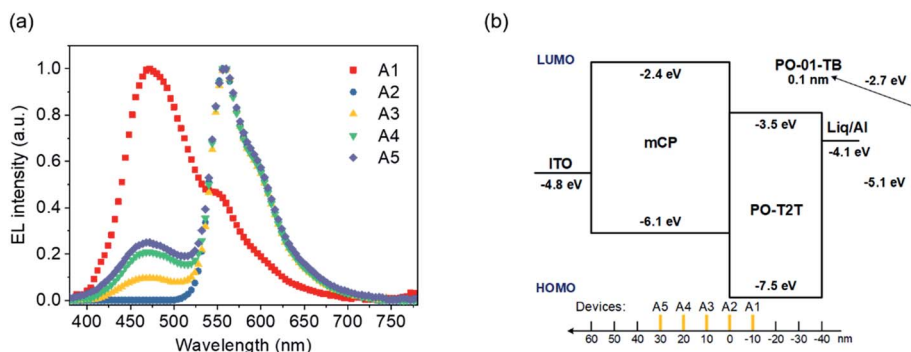 (a)
1.0
0.8
0.6
0.4
0.2
0.0
EL intensity (a.u.)
400 450 500 550 600 650 700 750
Wavelength (nm)
A1
A2
A3
A4
A5
(b)
LUMO
-2.4 eV
PO-01-TB
0.1 nm
-2.7 eV
-3.5 eV
Liq/Al
-4.1 eV
mCP
ITO
-4.8 eV
-5.1 eV
PO-T2T
-6.1 eV
-7.5 eV
HOMO
Devices: A5 A4 A3 A2 A1
60 50 40 30 20 10 0 -10 -20 -30 -40 nm